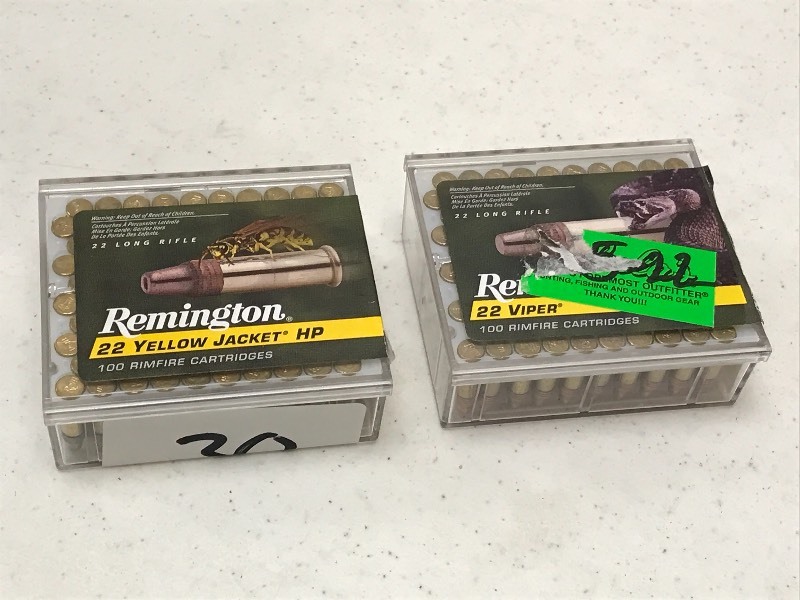 Warning: Keep Out of Reach of Children.
Cartouches A Percussion Latérale
Mise En Garde: Gardez Hors
De La Portée Des Enfants.
22 LONG RIFLE
Remington®
22 YELLOW JACKET® HP
100 RIMFIRE CARTRIDGES
30
Warning: Keep Out of Reach of Children.
Cartouches A Percussion Latérale
Mise En Garde: Gardez Hors
De La Portée Des Enfants.
22 LONG RIFLE
Rem
22 VIPER®
100 RIMFIRE CARTRIDGES
MOST OUTFITTER®
NTING, FISHING AND OUTDOOR GEAR
THANK YOU!!!